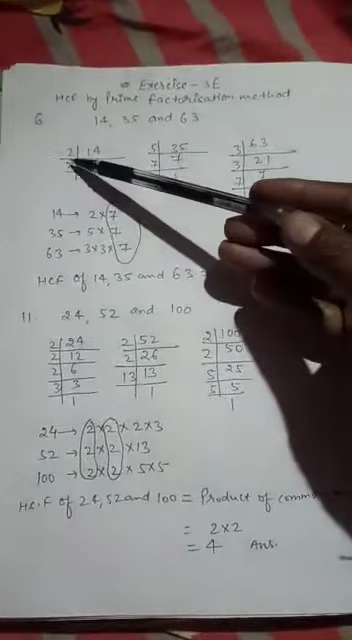 Exercise - 3E
HCF by Prime Factorisation method
6 14, 35 and 63
2 14 5 35 3 63
7 7 3 21
1 7 7
14 → 2×7
35 → 5×7
63 → 3×3×7
HCF of 14, 35 and 63
11. 24, 52 and 100
2 24 2 52 2 100
2 12 2 26 2 50
2 6 13 13 5 25
3 3 1 5 5
1 1
24 → 2×2×2×3
52 → 2×2×13
100 → 2×2×5×5
H.C.F of 24, 52 and 100 = Product of
= 2×2
= 4 Ans.